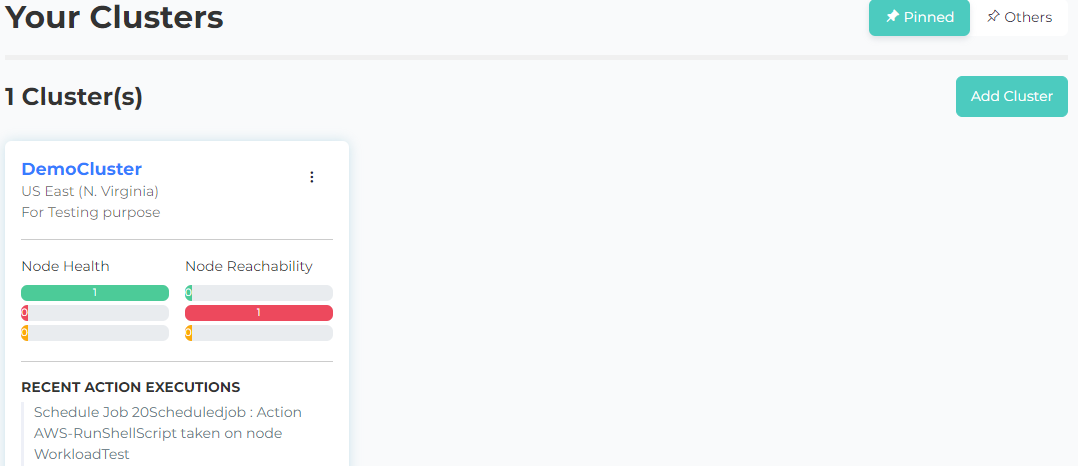 Your Clusters
Pinned
Others
1 Cluster(s)
Add Cluster
DemoCluster
US East (N. Virginia)
For Testing purpose
Node Health
Node Reachability
1
0
0
1
0
0
RECENT ACTION EXECUTIONS
Schedule Job 20Scheduledjob : Action
AWS-RunShellScript taken on node
WorkloadTest